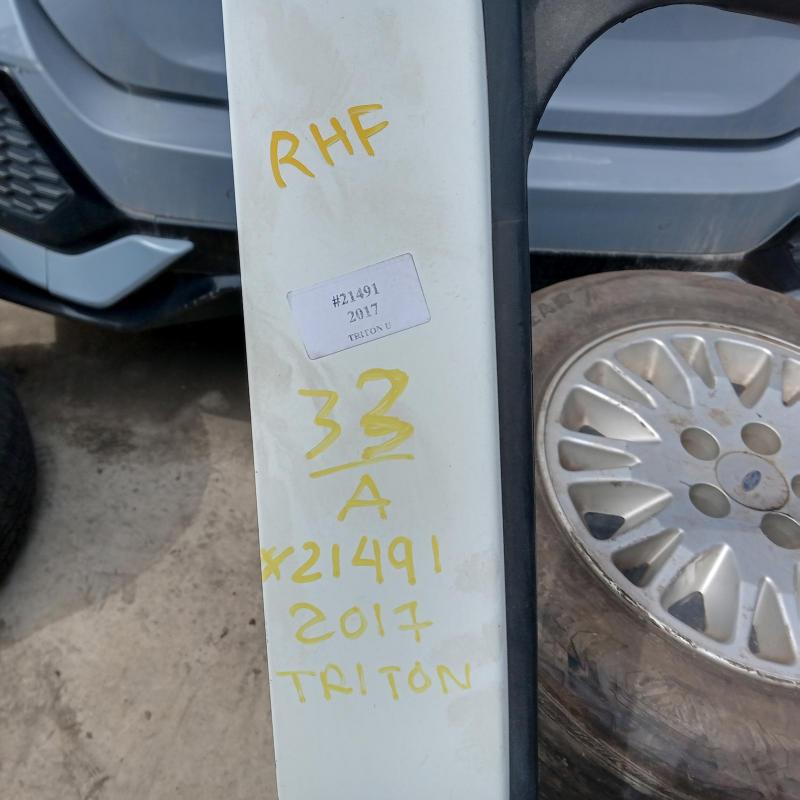 RHF
#21491
2017
TRITON U
33
A
*21491
2017
TRITON